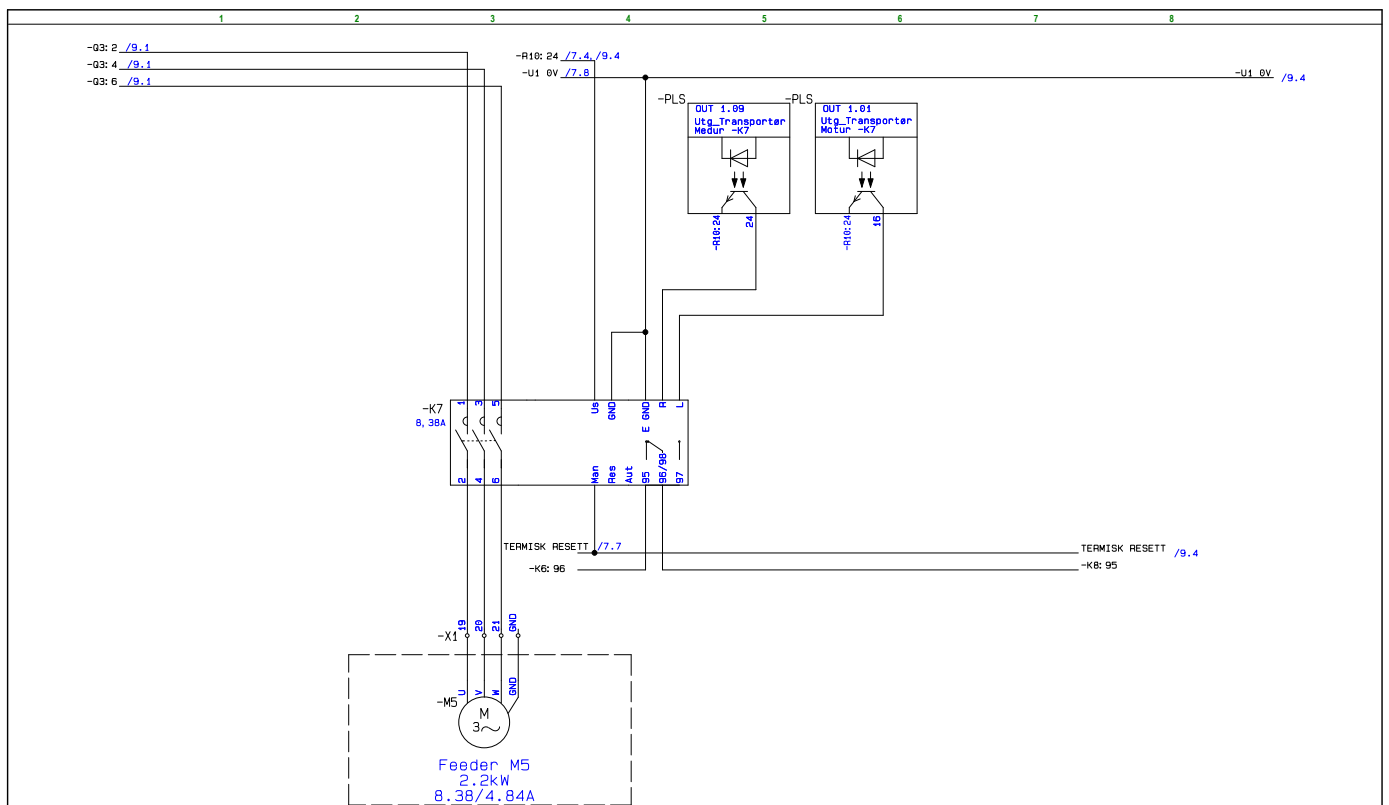 1 2 3 4 5 6 7 8
-Q3:2 /9.1
-Q3:4 /9.1
-Q3:6 /9.1
-R10:24 /7.4,/9.4
-U1 0V /7.8
-U1 0V /9.4
-PLS
OUT 1.09
Utg_Transportør
Medur -K7
-R10:24
24
-PLS
OUT 1.01
Utg_Transportør
Motur -K7
-R10:24
16
-K7
8,38A
1 3 5 Us GND E GND R L
2 4 6 Man Res Aut 95 96/98 97
TERMISK RESETT /7.7
TERMISK RESETT /9.4
-K6:96
-K8:95
-X1 19 20 21 GND
-M5 U V W GND
M
3~
Feeder M5
2.2kW
8.38/4.84A